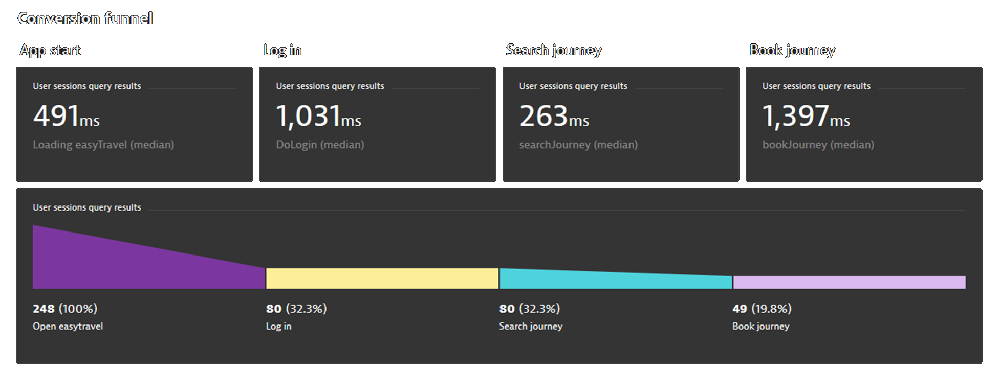 Conversion funnel
App start
Log in
Search journey
Book journey
User sessions query results
491ms
Loading easyTravel (median)
User sessions query results
1,031ms
DoLogin (median)
User sessions query results
263ms
searchJourney (median)
User sessions query results
1,397ms
bookJourney (median)
User sessions query results
248 (100%)
Open easytravel
80 (32.3%)
Log in
80 (32.3%)
Search journey
49 (19.8%)
Book journey